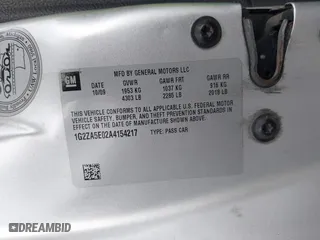 GM
MFD BY GENERAL MOTORS LLC
DATE GVWR GAWR FRT GAWR RR
10/09 1953 KG 1037 KG 916 KG
4303 LB 2285 LB 2018 LB
THIS VEHICLE CONFORMS TO ALL APPLICABLE U.S. FEDERAL MOTOR
VEHICLE SAFETY, BUMPER, AND THEFT PREVENTION STANDARDS IN
EFFECT ON THE DATE OF MANUFACTURE SHOWN ABOVE.
1G2ZA5E02A4154217 TYPE: PASS CAR
DREAMBID